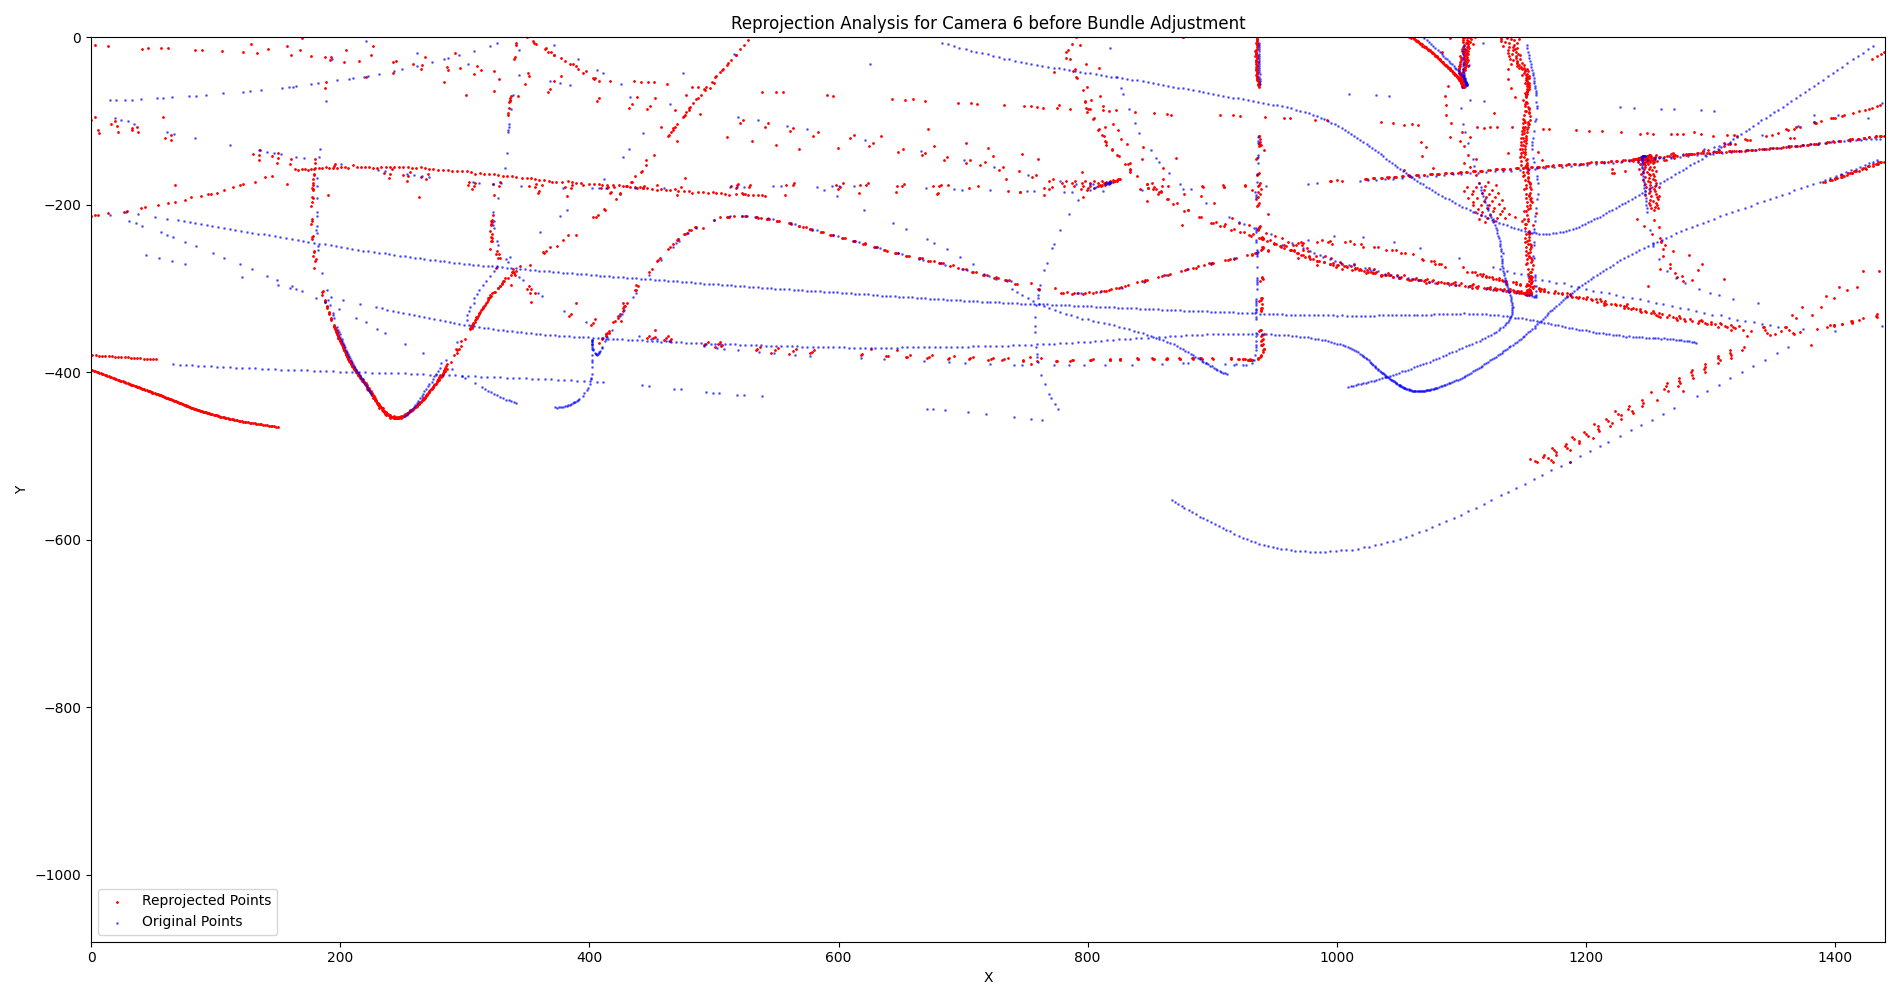 Reprojection Analysis for Camera 6 before Bundle Adjustment
0
−200
−400
−600
−800
−1000
Y
Reprojected Points
Original Points
0 200 400 600 800 1000 1200 1400
X